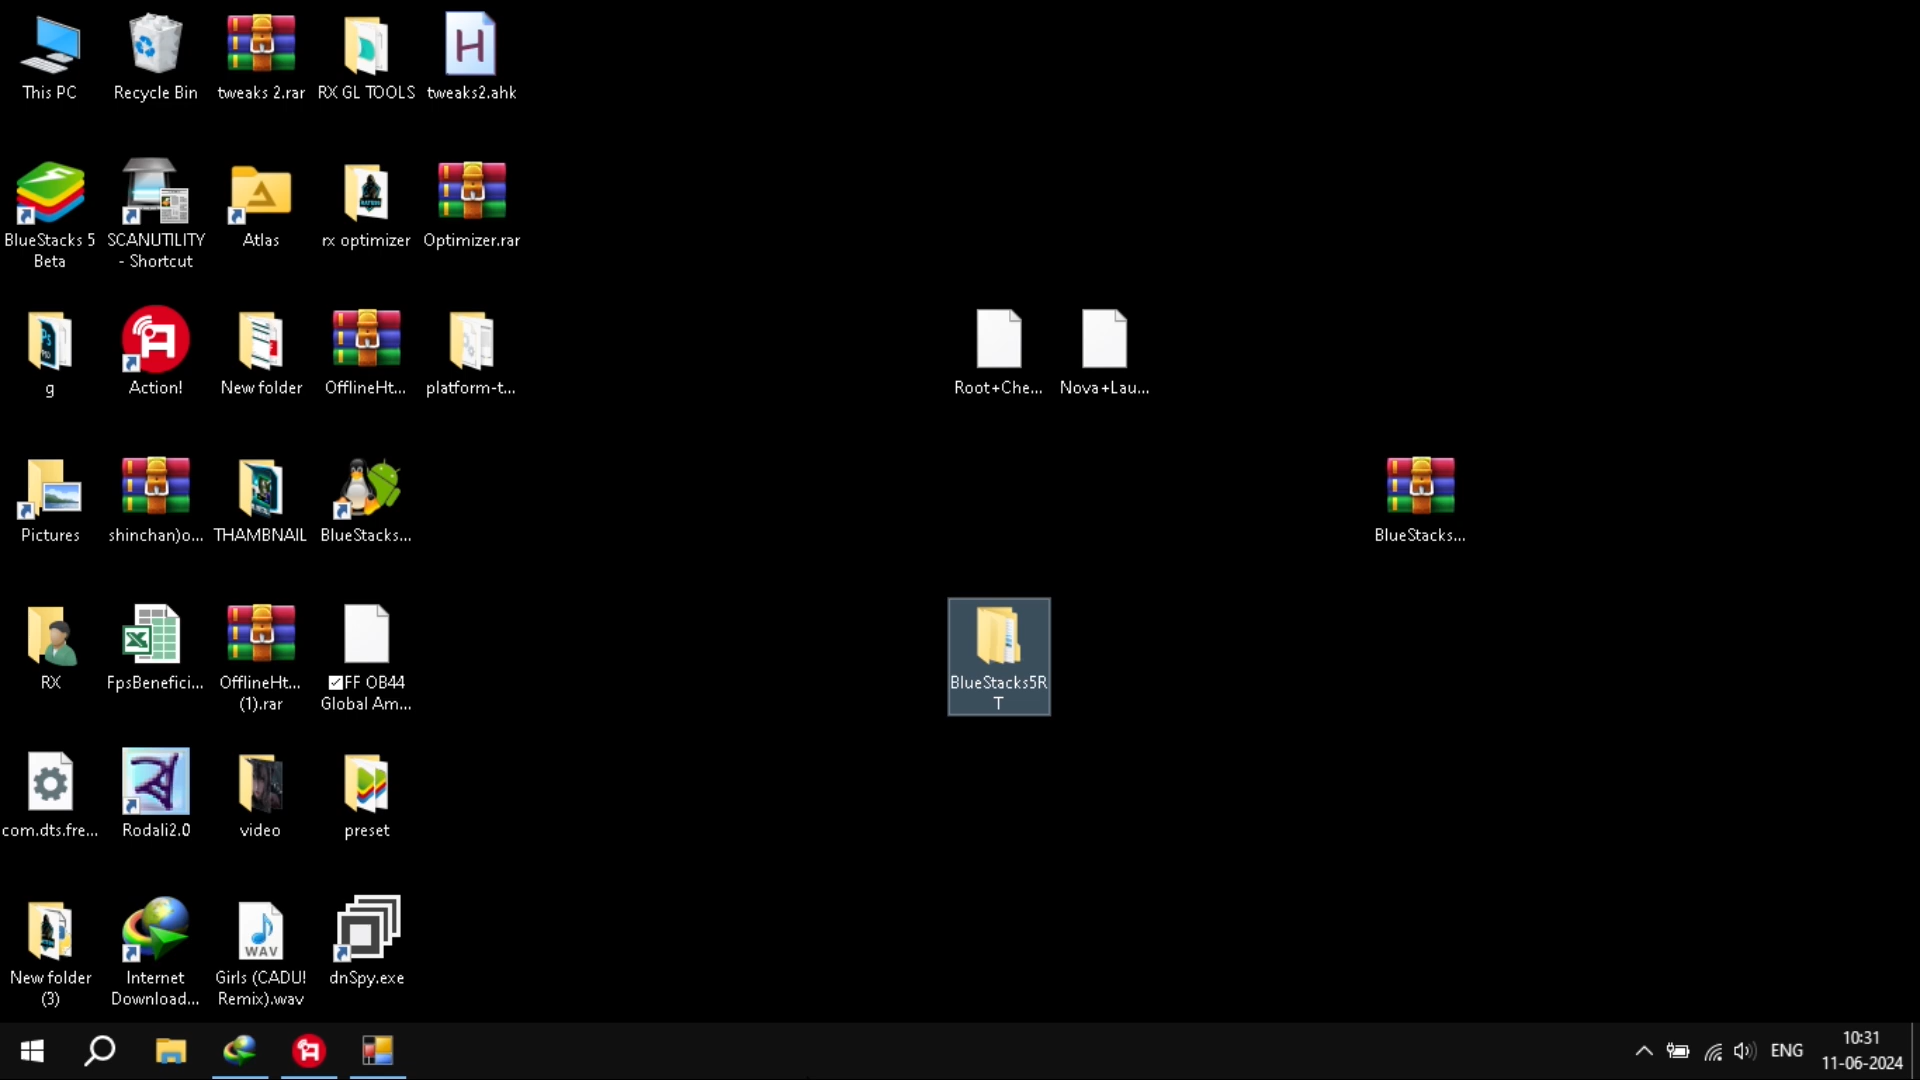 This PC
Recycle Bin
tweaks 2.rar
RX GL TOOLS
tweaks2.ahk
BlueStacks 5
Beta
SCANUTILITY
- Shortcut
Atlas
rx optimizer
Optimizer.rar
g
Action!
New folder
OfflineHt...
platform-t...
Root+Che...
Nova+Lau...
Pictures
shinchan)o...
THAMBNAIL
BlueStacks...
BlueStacks...
RX
FpsBenefici...
OfflineHt...
(1).rar
✅FF OB44
Global Am...
BlueStacks5R
T
com.dts.fre...
Rodali2.0
video
preset
New folder
(3)
Internet
Download...
WAV
Girls (CADU!
Remix).wav
dnSpy.exe
ENG
10:31
11-06-2024